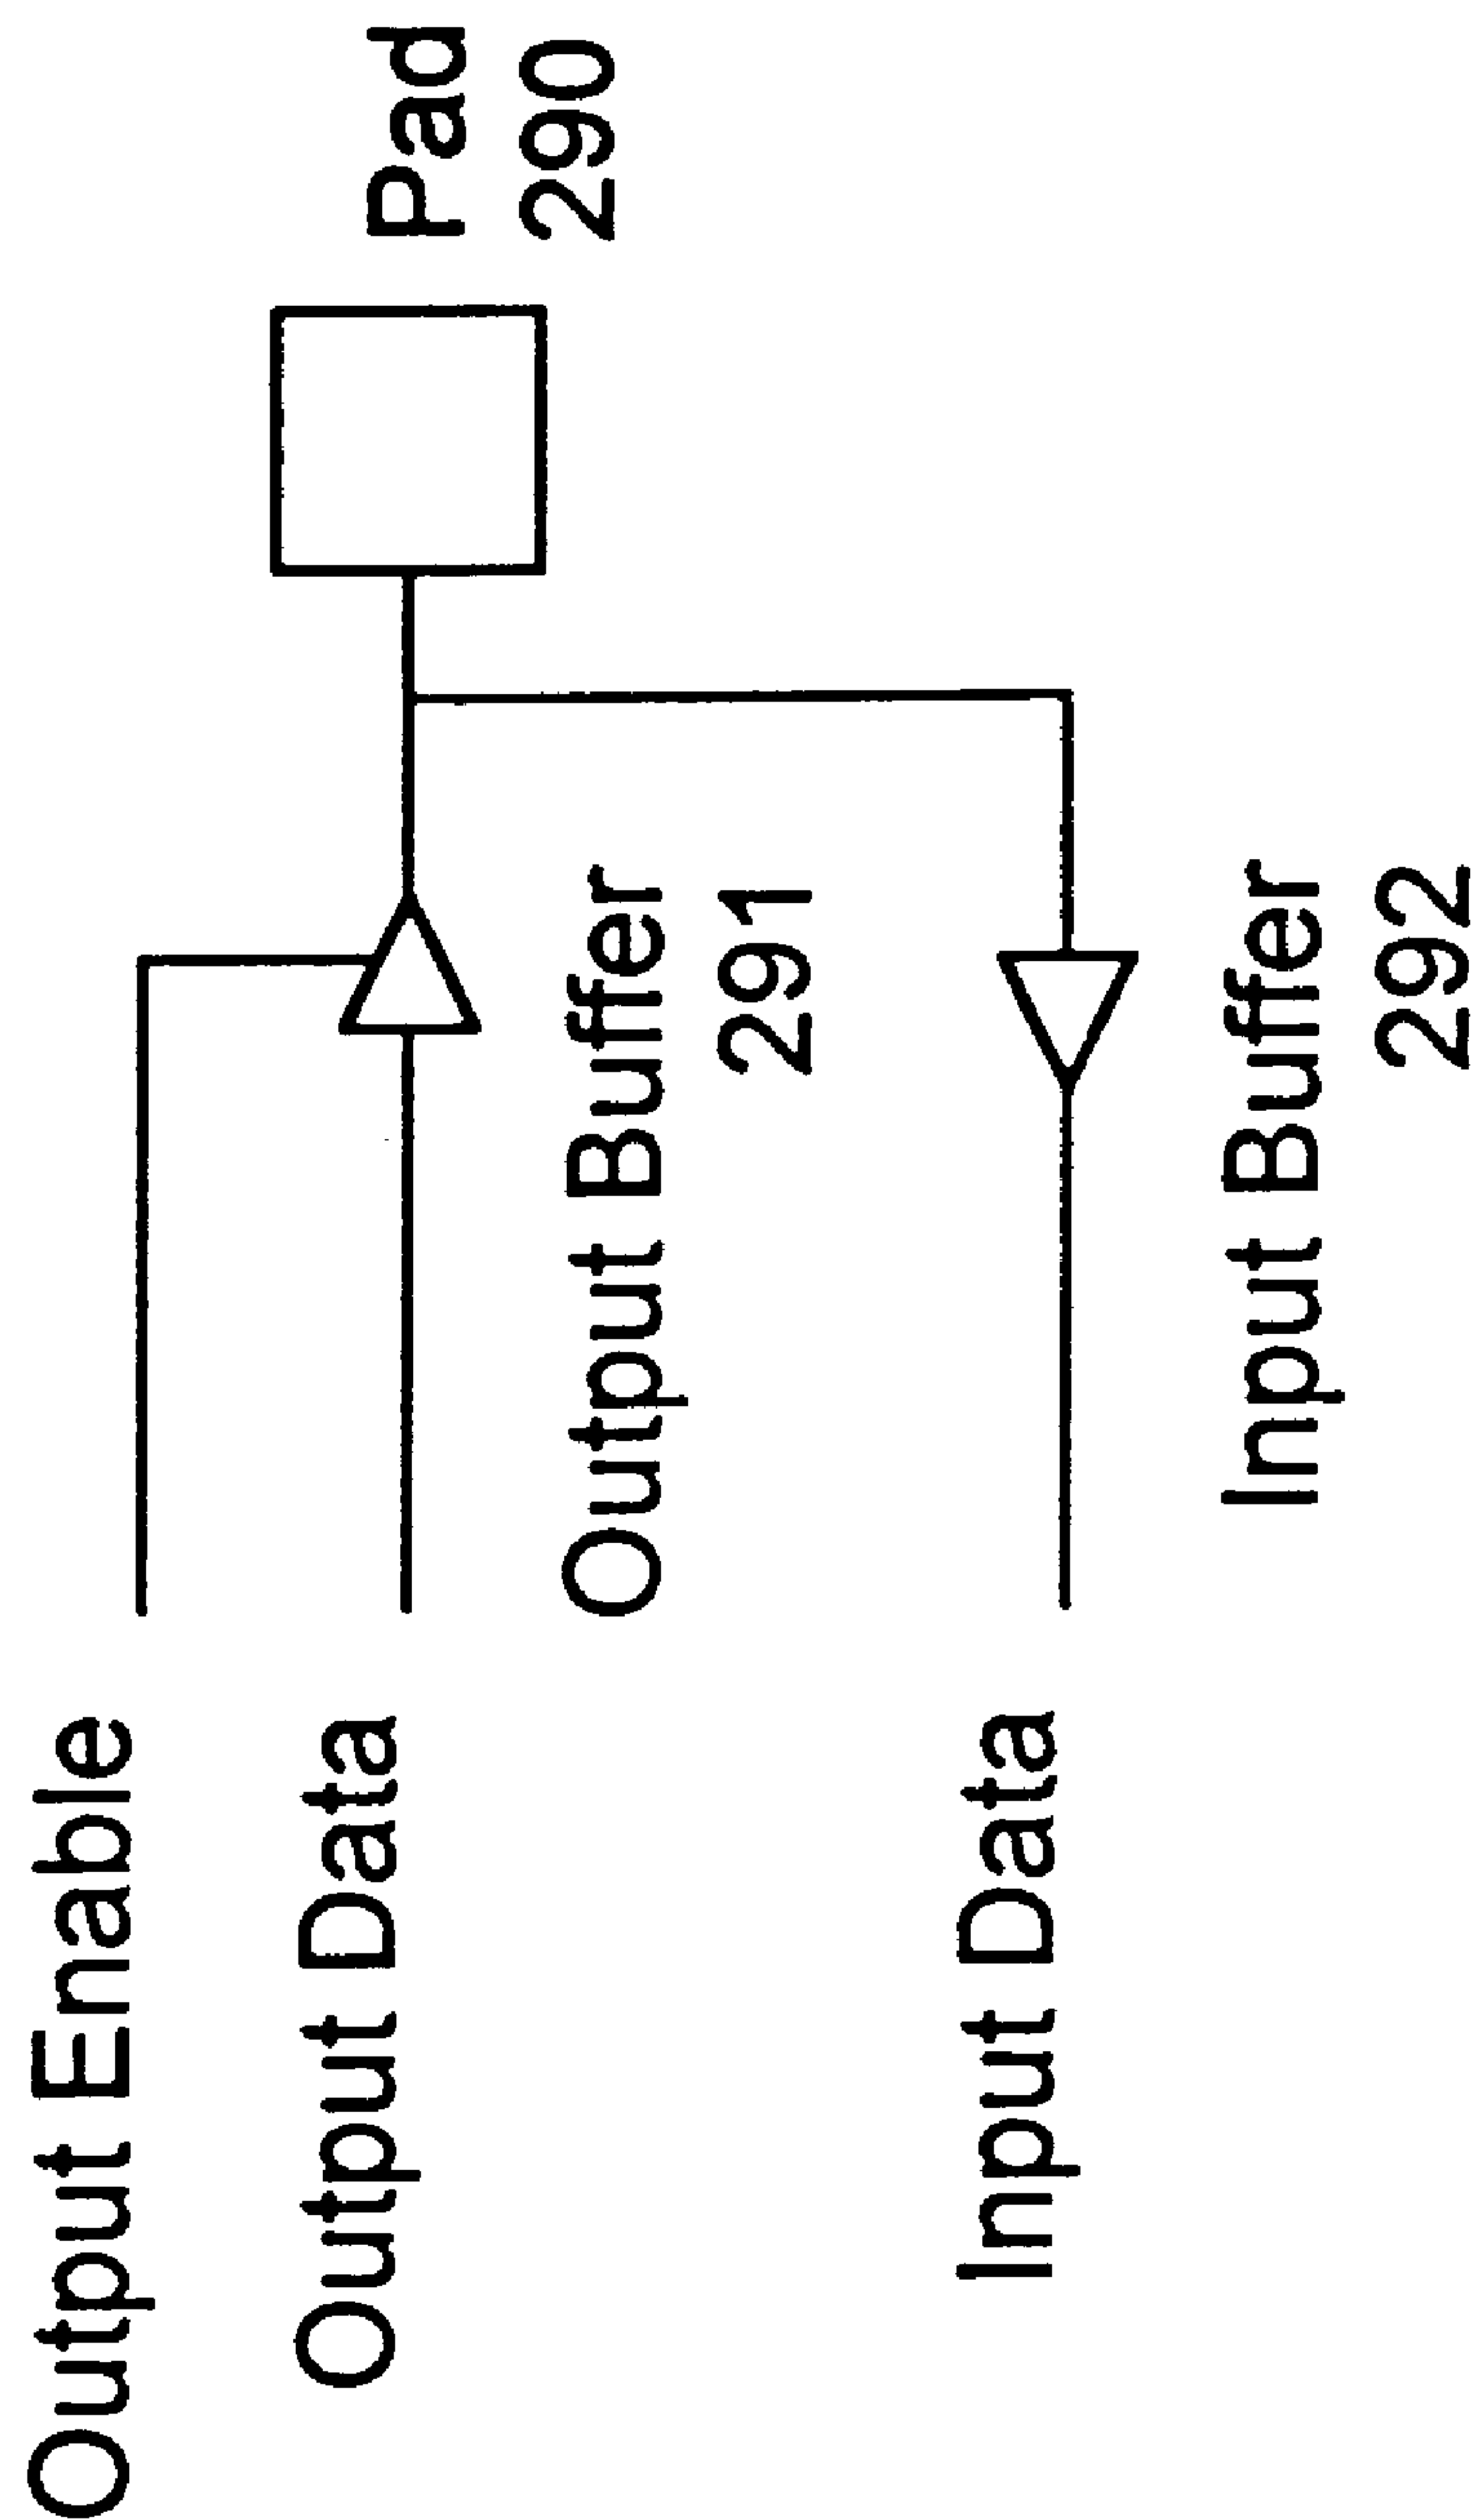 Output Enable
Output Data
Pad
290
Output Buffer
291
Input Data
Input Buffer
292